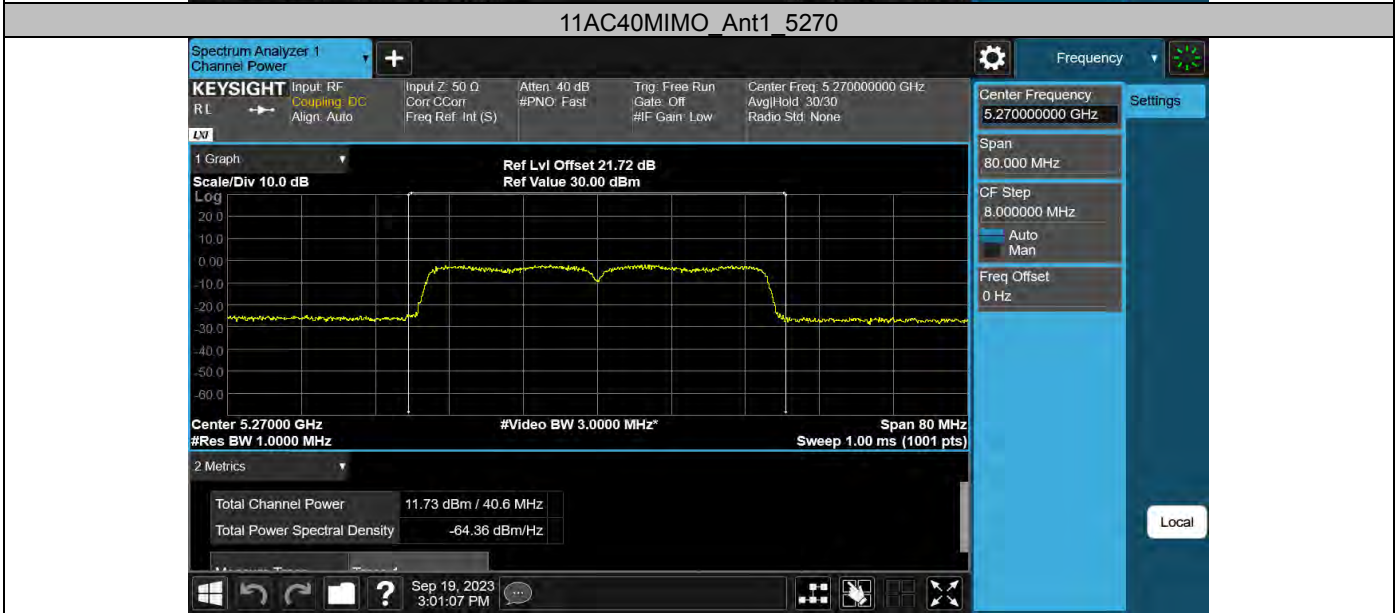 11AC40MIMO_Ant1_5270
Spectrum Analyzer 1
Channel Power
+
Frequency
KEYSIGHT
RL
LXI
Input: RF
Coupling: DC
Align: Auto
Input Z: 50 Ω
Corr CCorr
Freq Ref: Int (S)
Atten: 40 dB
#PNO: Fast
Trig: Free Run
Gate: Off
#IF Gain: Low
Center Freq: 5.270000000 GHz
Avg|Hold: 30/30
Radio Std: None
Center Frequency
5.270000000 GHz
Settings
Span
80.000 MHz
CF Step
8.000000 MHz
Auto
Man
Freq Offset
0 Hz
1 Graph
Scale/Div 10.0 dB
Ref Lvl Offset 21.72 dB
Ref Value 30.00 dBm
Log
20.0
10.0
0.00
-10.0
-20.0
-30.0
-40.0
-50.0
-60.0
Center 5.27000 GHz
#Res BW 1.0000 MHz
#Video BW 3.0000 MHz*
Span 80 MHz
Sweep 1.00 ms (1001 pts)
2 Metrics
Total Channel Power 11.73 dBm / 40.6 MHz
Total Power Spectral Density -64.36 dBm/Hz
Local
?
Sep 19, 2023
3:01:07 PM